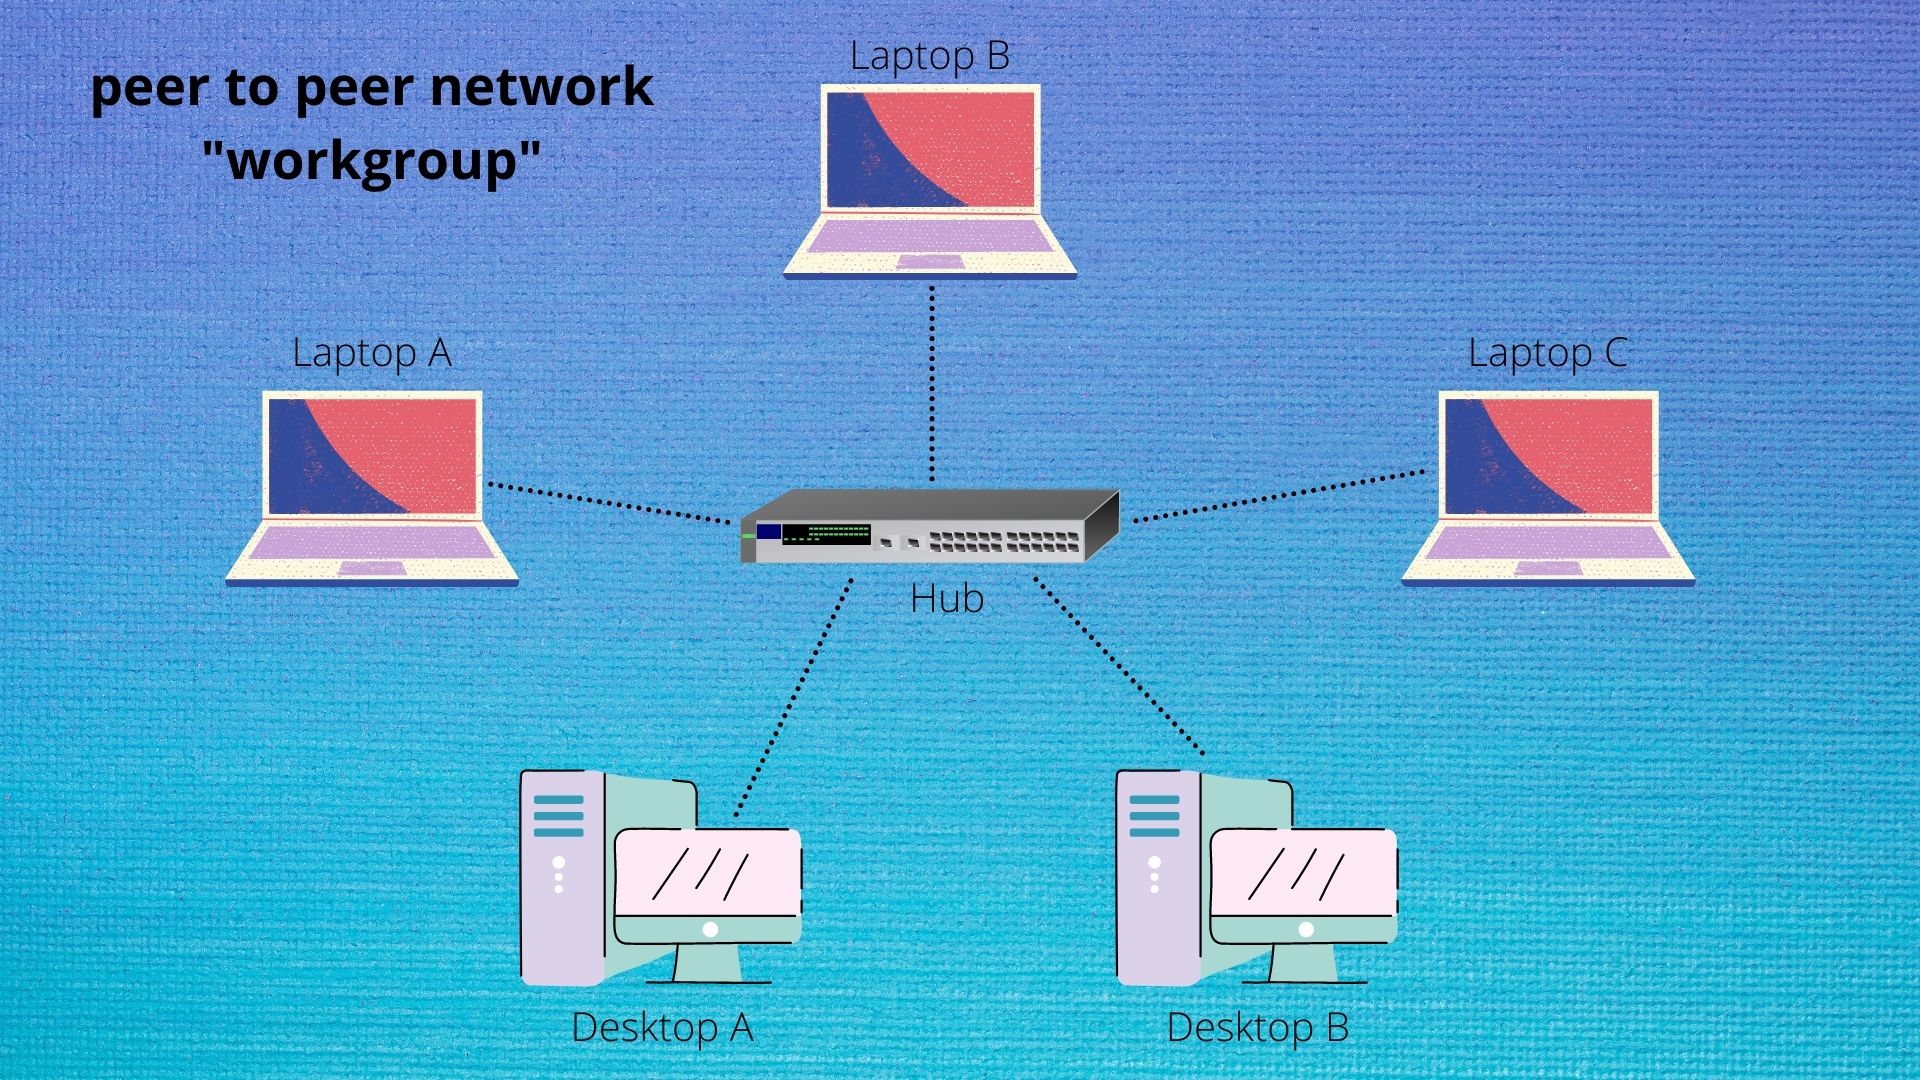 peer to peer network
"workgroup"
Laptop B
Laptop A
Laptop C
Hub
Desktop A
Desktop B